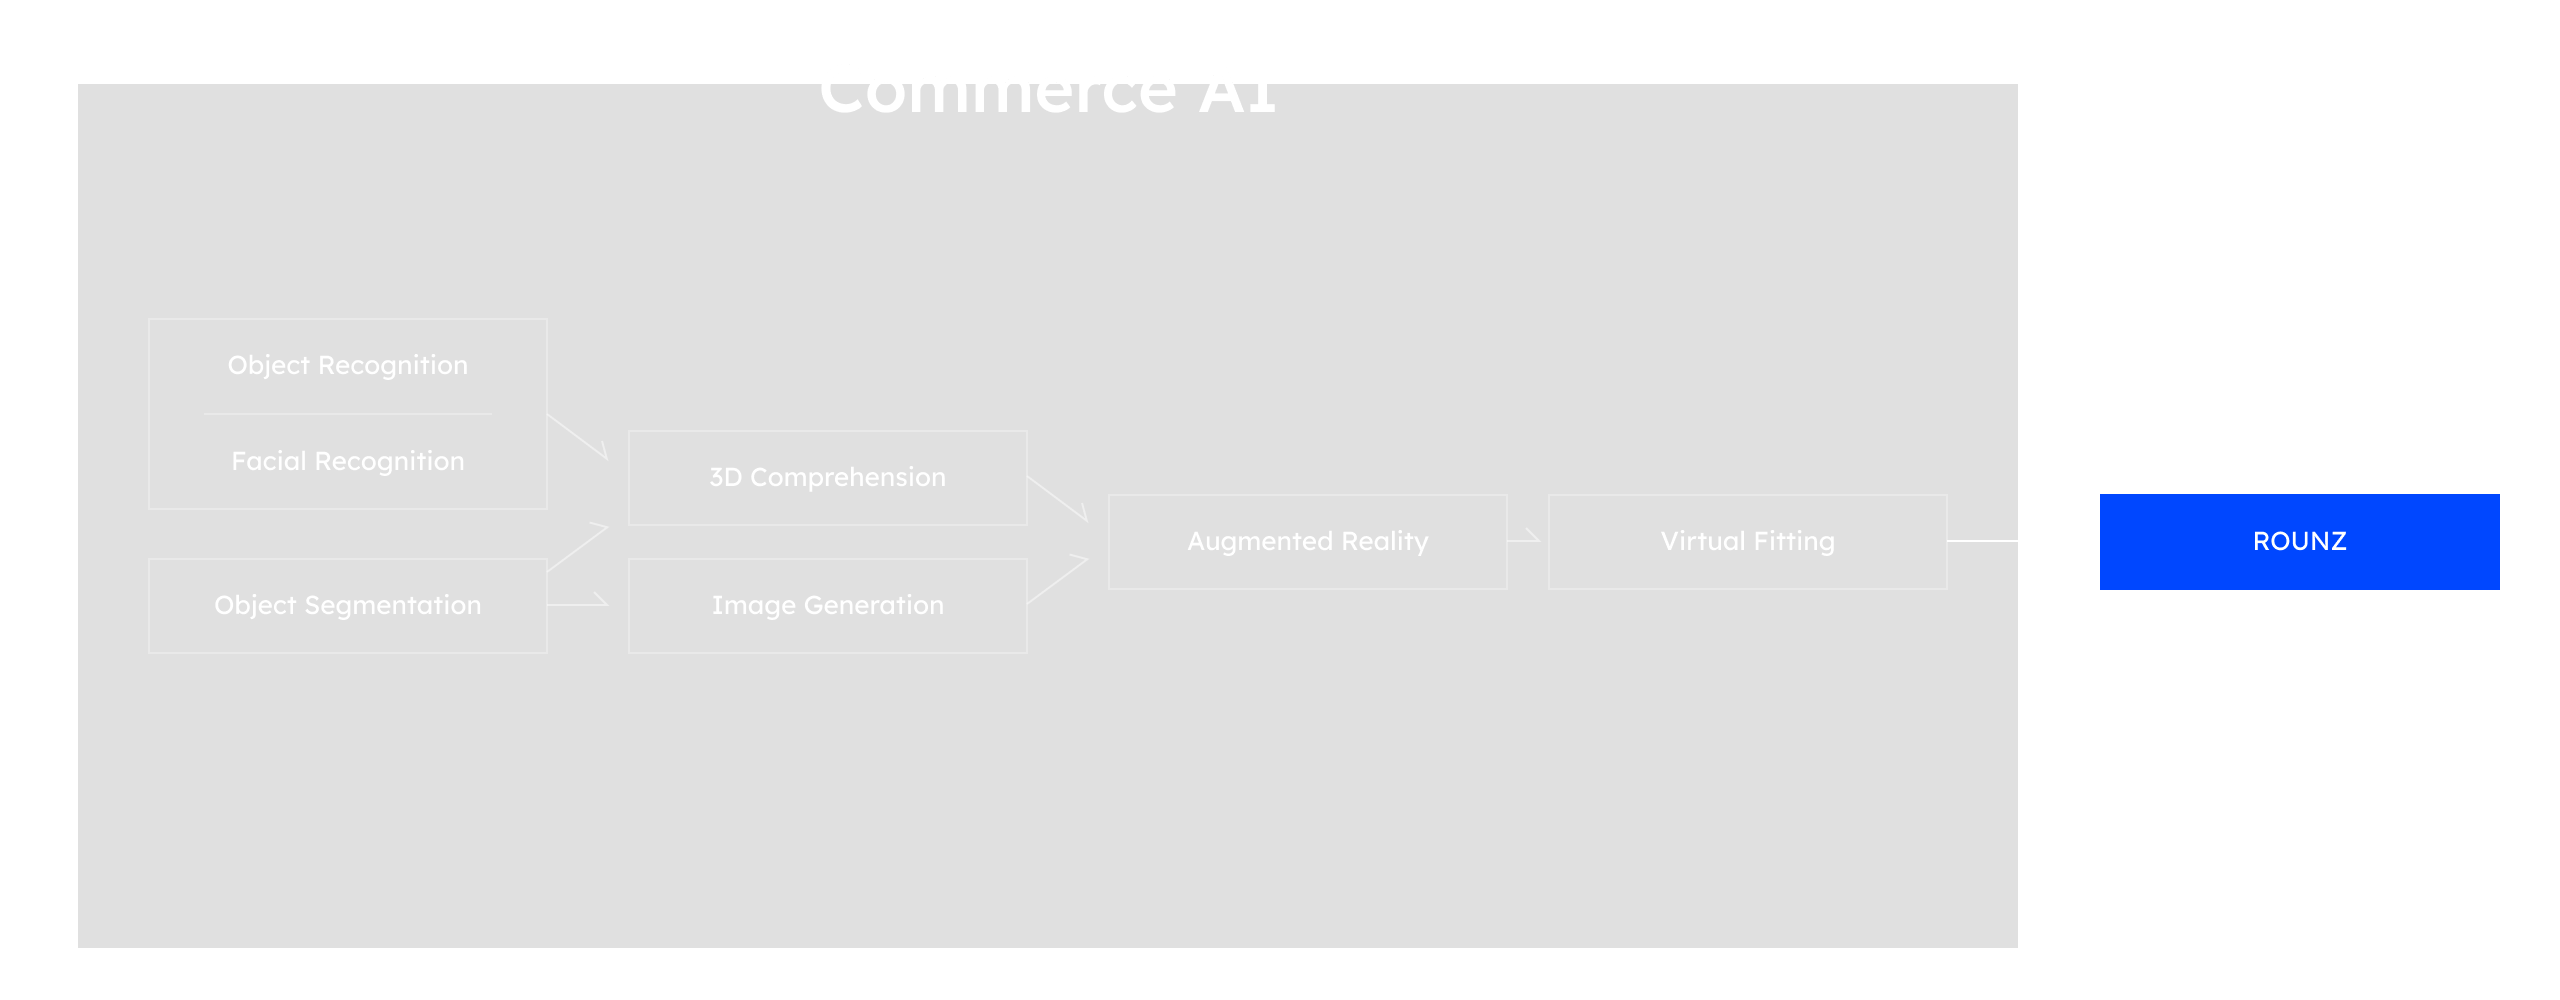 Commerce AI
Object Recognition
Facial Recognition
Object Segmentation
3D Comprehension
Image Generation
Augmented Reality
Virtual Fitting
ROUNZ